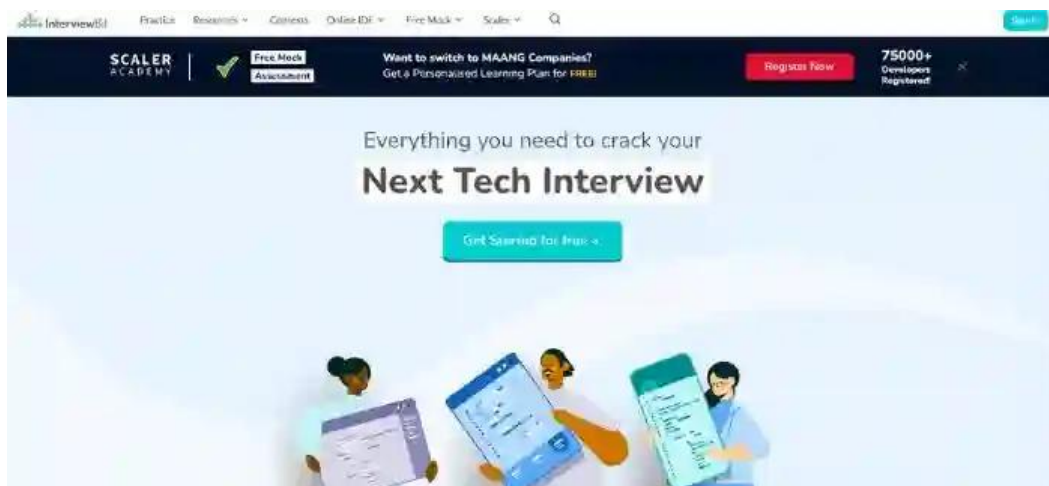 InterviewBit Practice Resources Contests Online IDE Free Mock Scaler
SCALER
ACADEMY
Free Mock
Assessment
Want to switch to MAANG Companies?
Get a Personalised Learning Plan for FREE!
Register Now
75000+
Developers
Registered!
Everything you need to crack your
Next Tech Interview
Get Started for free